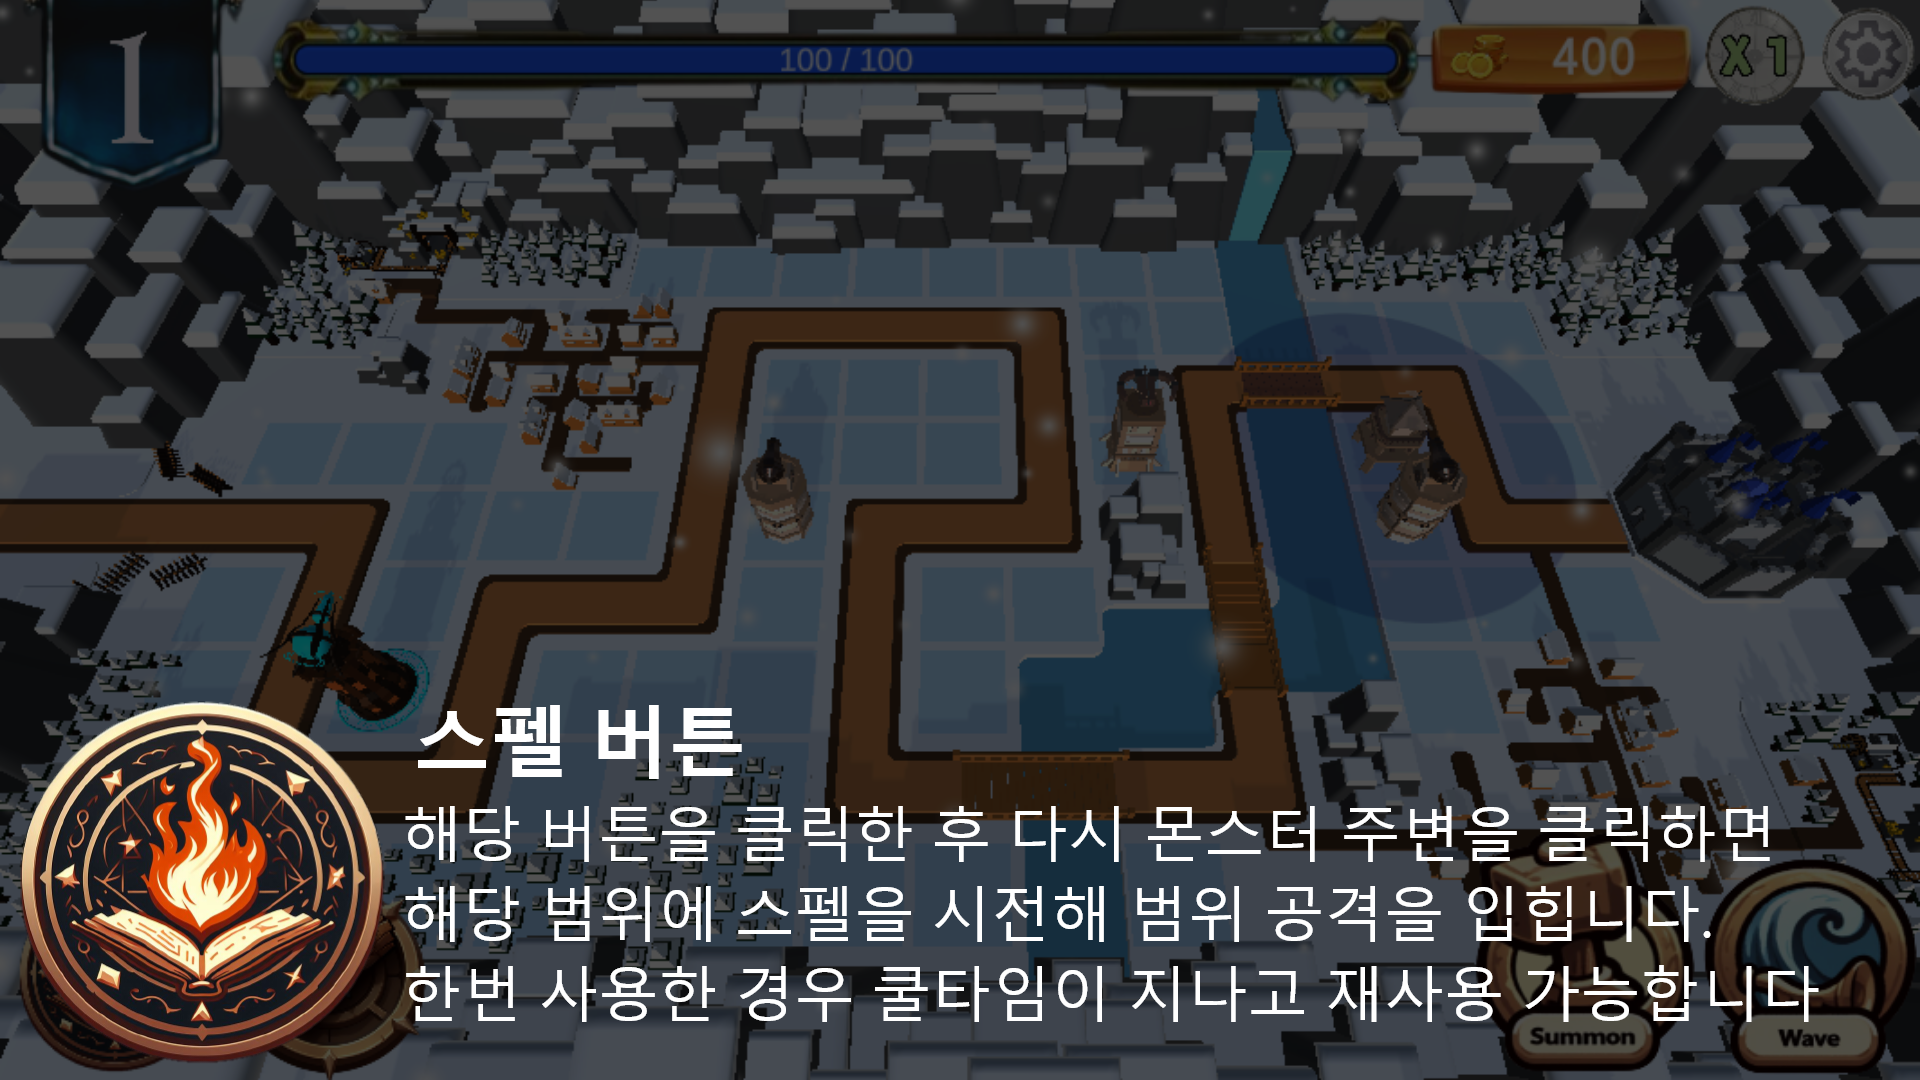 1
100 / 100
400
X 1
스펠 버튼
해당 버튼을 클릭한 후 다시 몬스터 주변을 클릭하면
해당 범위에 스펠을 시전해 범위 공격을 입힙니다.
한번 사용한 경우 쿨타임이 지나고 재사용 가능합니다
Summon
Wave